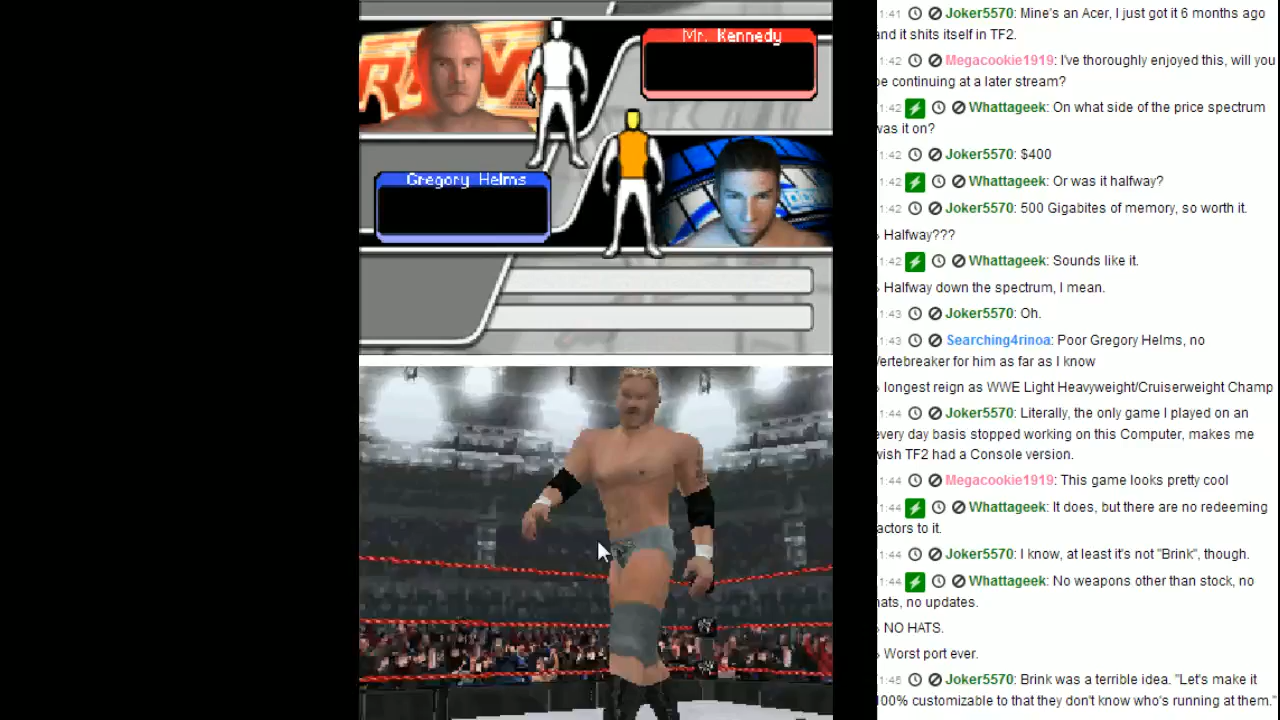 RAW
Mr. Kennedy
Gregory Helms
1:41 Joker5570: Mine's an Acer, I just got it 6 months ago
and it shits itself in TF2.
1:42 Megacookie1919: I've thoroughly enjoyed this, will you
be continuing at a later stream?
1:42 Whattageek: On what side of the price spectrum
was it on?
1:42 Joker5570: $400
1:42 Whattageek: Or was it halfway?
1:42 Joker5570: 500 Gigabites of memory, so worth it.
Halfway???
1:42 Whattageek: Sounds like it.
Halfway down the spectrum, I mean.
1:43 Joker5570: Oh.
1:43 Searching4rinoa: Poor Gregory Helms, no
Vertebreaker for him as far as I know
longest reign as WWE Light Heavyweight/Cruiserweight Champ
1:44 Joker5570: Literally, the only game I played on an
every day basis stopped working on this Computer, makes me
wish TF2 had a Console version.
1:44 Megacookie1919: This game looks pretty cool
1:44 Whattageek: It does, but there are no redeeming
factors to it.
1:44 Joker5570: I know, at least it's not "Brink", though.
1:44 Whattageek: No weapons other than stock, no
hats, no updates.
NO HATS.
Worst port ever.
1:45 Joker5570: Brink was a terrible idea. "Let's make it
100% customizable to that they don't know who's running at them."